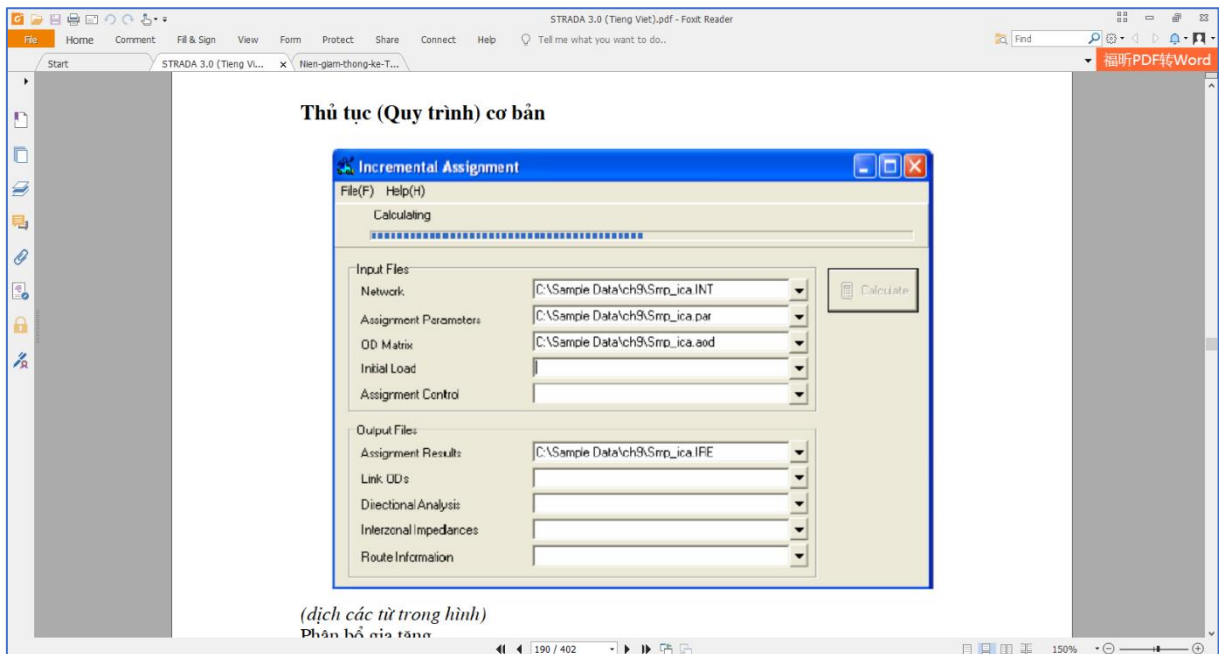 STRADA 3.0 (Tieng Viet).pdf - Foxit Reader
File Home Comment Fill & Sign View Form Protect Share Connect Help Tell me what you want to do.. Find
Start STRADA 3.0 (Tieng Vi... x Nien-giam-thong-ke-T... 福昕PDF转Word
Thủ tục (Quy trình) cơ bản
Incremental Assignment
File(F) Help(H)
Calculating
Input Files
Network C:\Sample Data\ch9\Smp_ica.INT Calculate
Assignment Parameters C:\Sample Data\ch9\Smp_ica.par
OD Matrix C:\Sample Data\ch9\Smp_ica.aod
Initial Load
Assignment Control
Output Files
Assignment Results C:\Sample Data\ch9\Smp_ica.IRE
Link ODs
Directional Analysis
Interzonal Impedances
Route Information
(dịch các từ trong hình)
Phân bổ gia tăng
190 / 402 150%